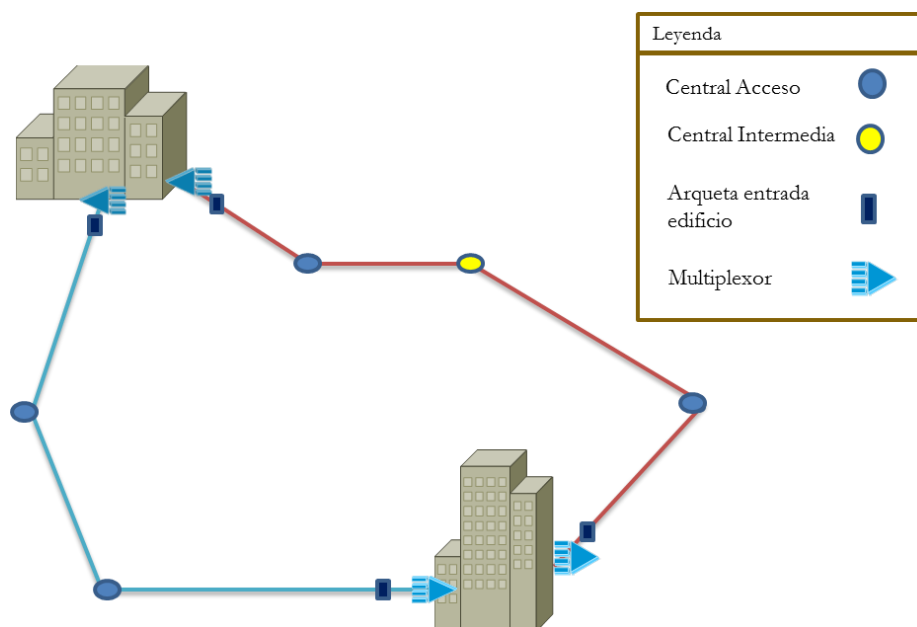 Leyenda
Central Acceso
Central Intermedia
Arqueta entrada
edificio
Multiplexor